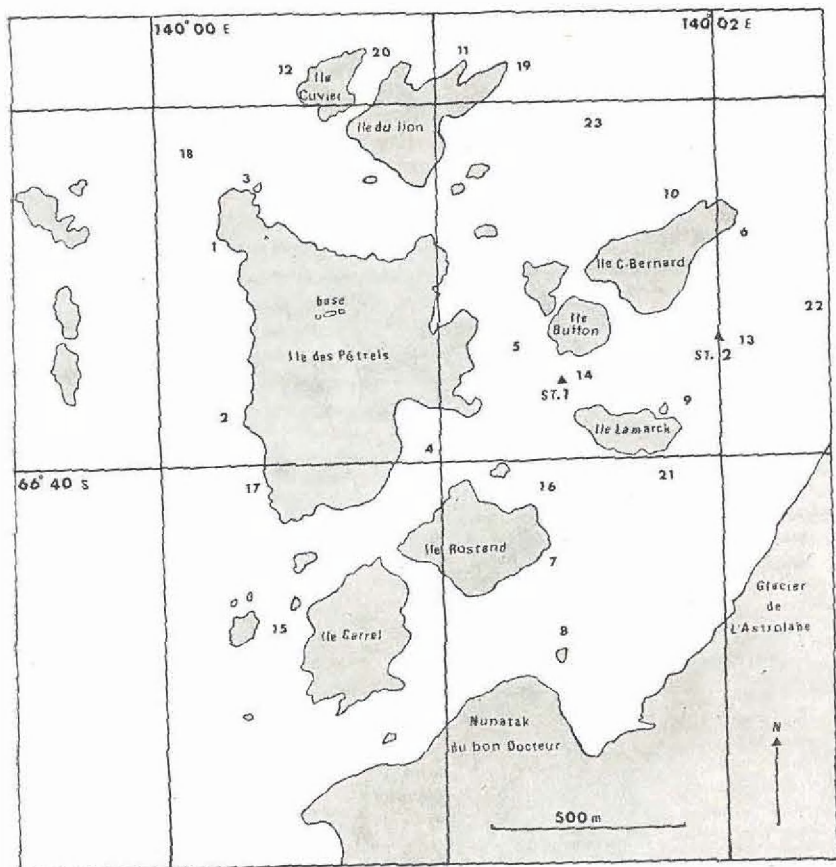 140° 00 E
140° 02 E
20
11
12
Ile
Cuvier
19
Ile du lion
23
18
3
10
1
6
Ile C. Bernard
base
22
Ile
Button
5
13
ST. 2
Ile des Pétrels
14
ST. 1
9
2
Ile Lamarck
4
66° 40 S
17
16
21
Ile Rostand
7
Glacier
de
L'Astrolabe
8
15
Ile Carrel
N
Nunatak
du bon Docteur
500 m